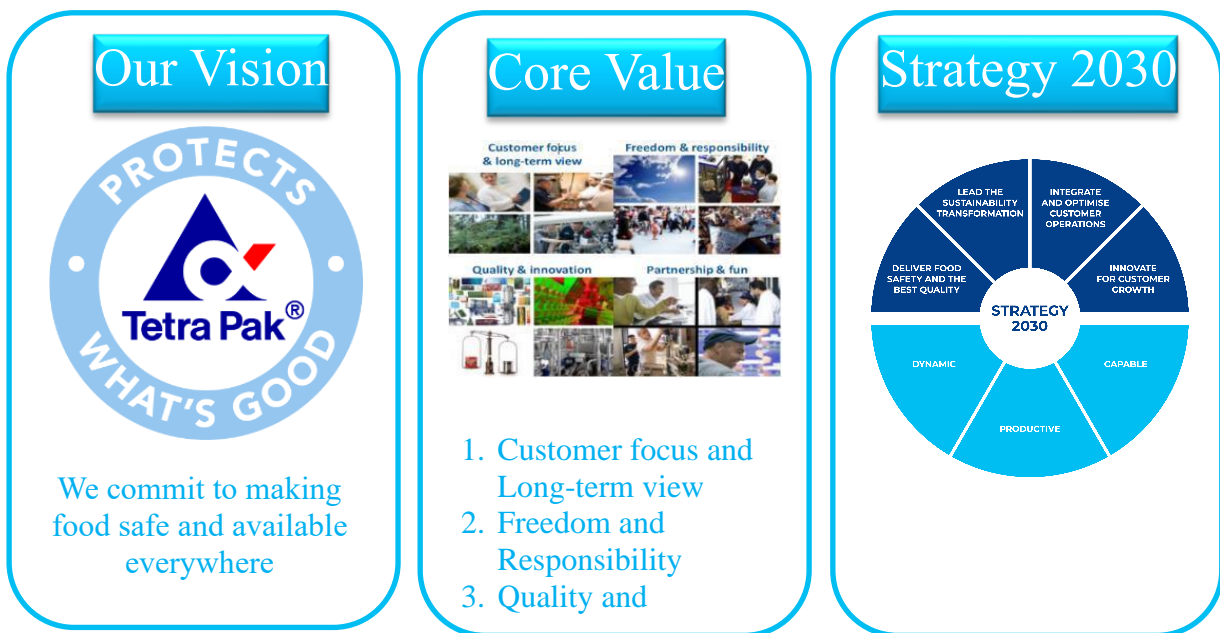 Our Vision
PROTECTS
Tetra Pak®
WHAT'S GOOD
We commit to making
food safe and available
everywhere
Core Value
Customer focus
& long-term view
Freedom & responsibility
Quality & innovation
Partnership & fun
1. Customer focus and
Long-term view
2. Freedom and
Responsibility
3. Quality and
Strategy 2030
LEAD THE
SUSTAINABILITY
TRANSFORMATION
INTEGRATE
AND OPTIMISE
CUSTOMER
OPERATIONS
DELIVER FOOD
SAFETY AND THE
BEST QUALITY
INNOVATE
FOR CUSTOMER
GROWTH
STRATEGY
2030
DYNAMIC
CAPABLE
PRODUCTIVE